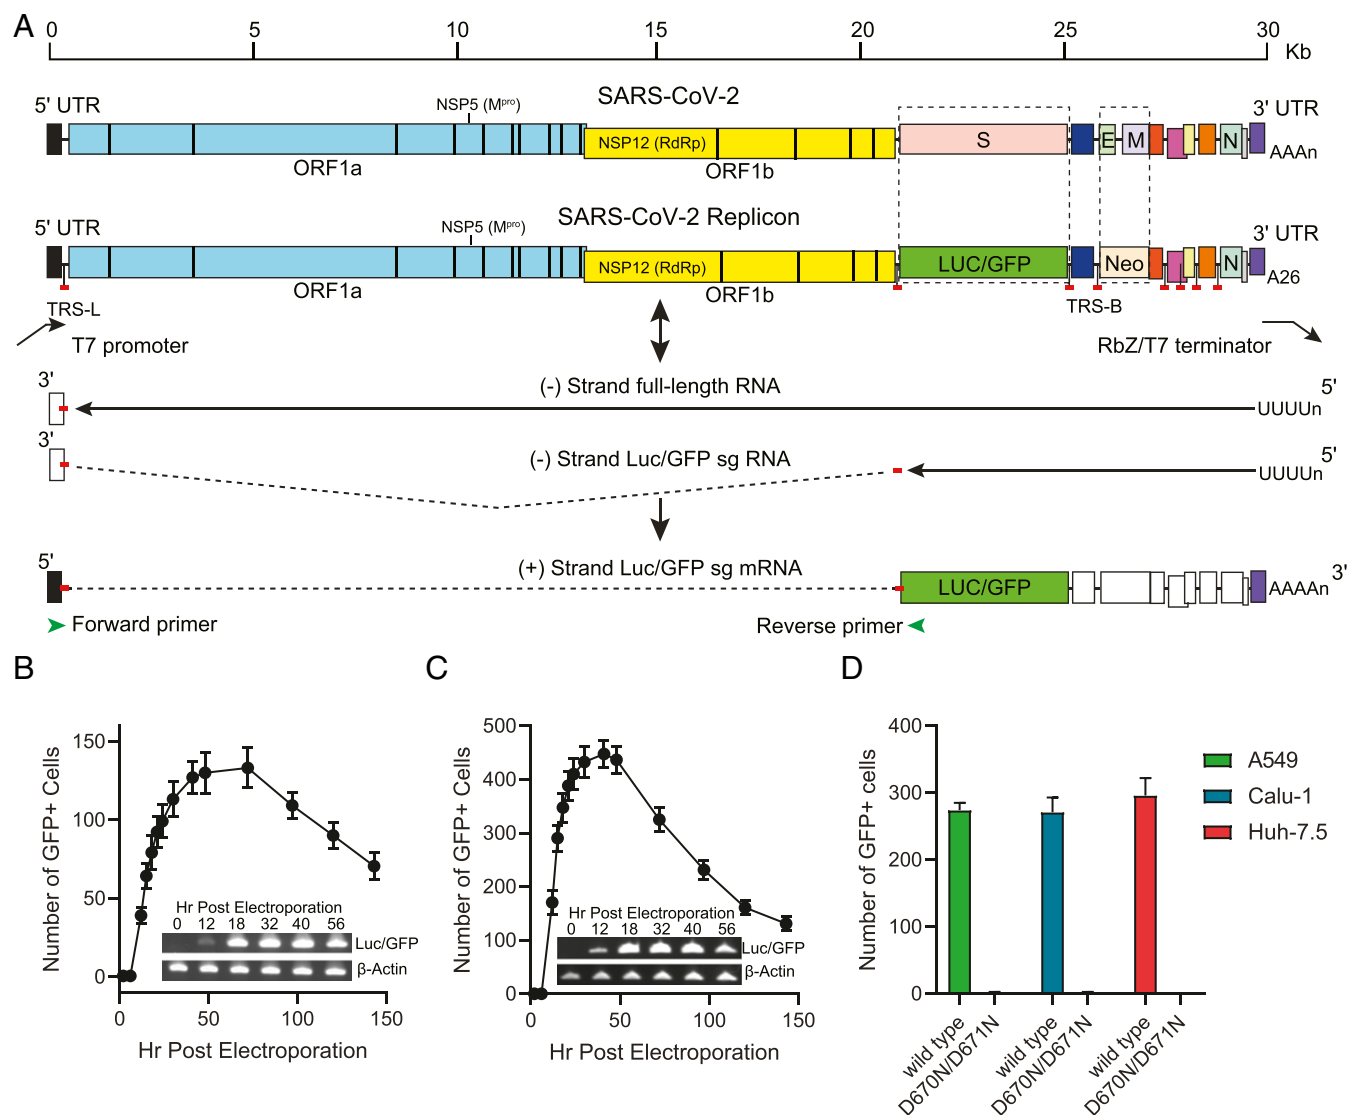 A
0 5 10 15 20 25 30
Kb
5' UTR
NSP5 (Mpro)
SARS-CoV-2
3' UTR
NSP12 (RdRp)
S
E
M
N
AAAn
ORF1a
ORF1b
5' UTR
NSP5 (Mpro)
SARS-CoV-2 Replicon
3' UTR
NSP12 (RdRp)
LUC/GFP
Neo
N
A26
ORF1a
ORF1b
TRS-L
TRS-B
T7 promoter
RbZ/T7 terminator
3'
(-) Strand full-length RNA
5'
UUUUn
3'
(-) Strand Luc/GFP sg RNA
5'
UUUUn
5'
(+) Strand Luc/GFP sg mRNA
3'
LUC/GFP
AAAAn
Forward primer
Reverse primer
B
Number of GFP+ Cells
150
100
50
0
Hr Post Electroporation
0 12 18 32 40 56
Luc/GFP
β-Actin
0 50 100 150
Hr Post Electroporation
C
Number of GFP+ Cells
500
400
300
200
100
0
Hr Post Electroporation
0 12 18 32 40 56
Luc/GFP
β-Actin
0 50 100 150
Hr Post Electroporation
D
Number of GFP+ cells
400
300
200
100
0
wild type
D670N/D671N
wild type
D670N/D671N
wild type
D670N/D671N
A549
Calu-1
Huh-7.5